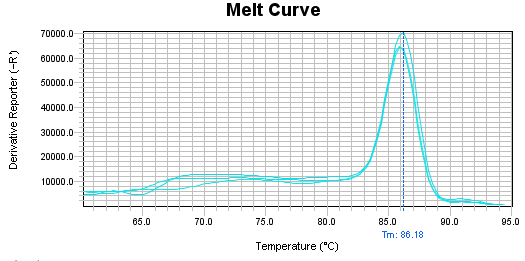 Melt Curve
70000.0
60000.0
50000.0
40000.0
30000.0
20000.0
10000.0
Derivative Reporter (-R')
65.0 70.0 75.0 80.0 85.0 90.0 95.0
Tm: 86.18
Temperature (°C)